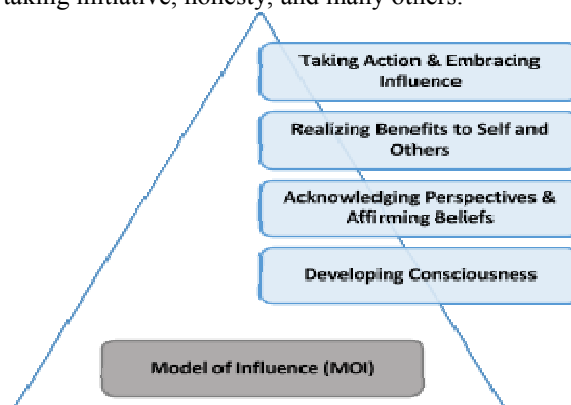 taking initiative, honesty, and many others.
Taking Action & Embracing
Influence
Realizing Benefits to Self and
Others
Acknowledging Perspectives &
Affirming Beliefs
Developing Consciousness
Model of Influence (MOI)